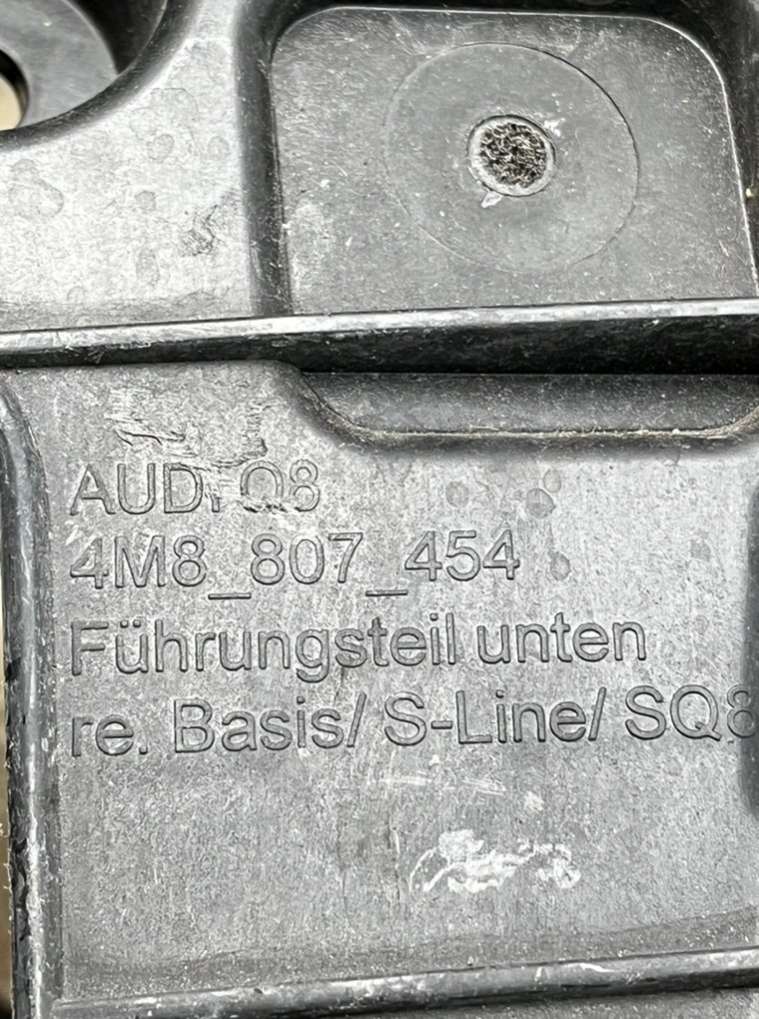 AUDI Q8
4M8_807_454
Führungsteil unten
re. Basis/ S-Line/ SQ8